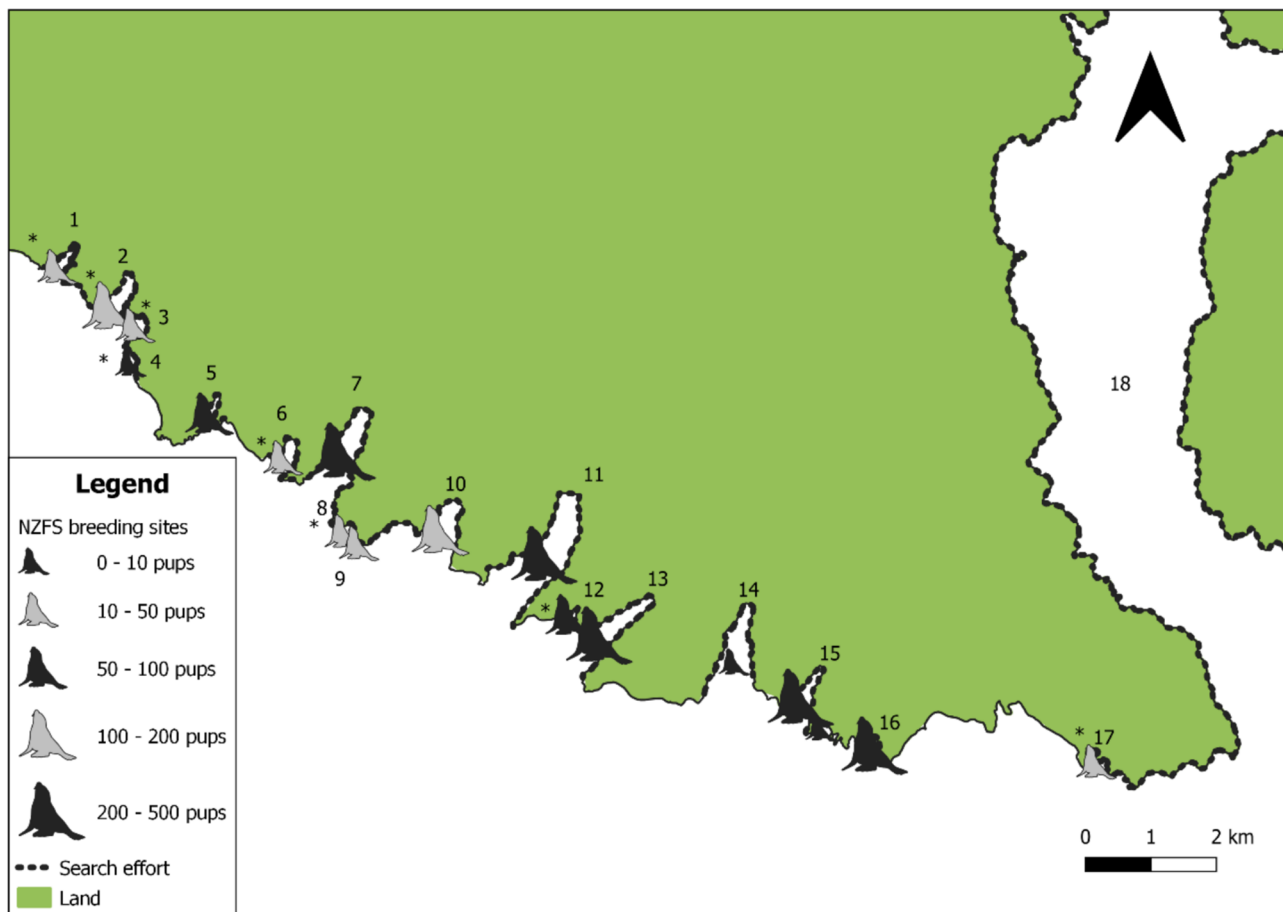 1
*
2
*
*
3
*
4
5
7
6
*
18
Legend
NZFS breeding sites
0 - 10 pups
10 - 50 pups
50 - 100 pups
100 - 200 pups
200 - 500 pups
Search effort
Land
11
10
8
*
9
13
12
*
14
15
16
17
*
0 1 2 km